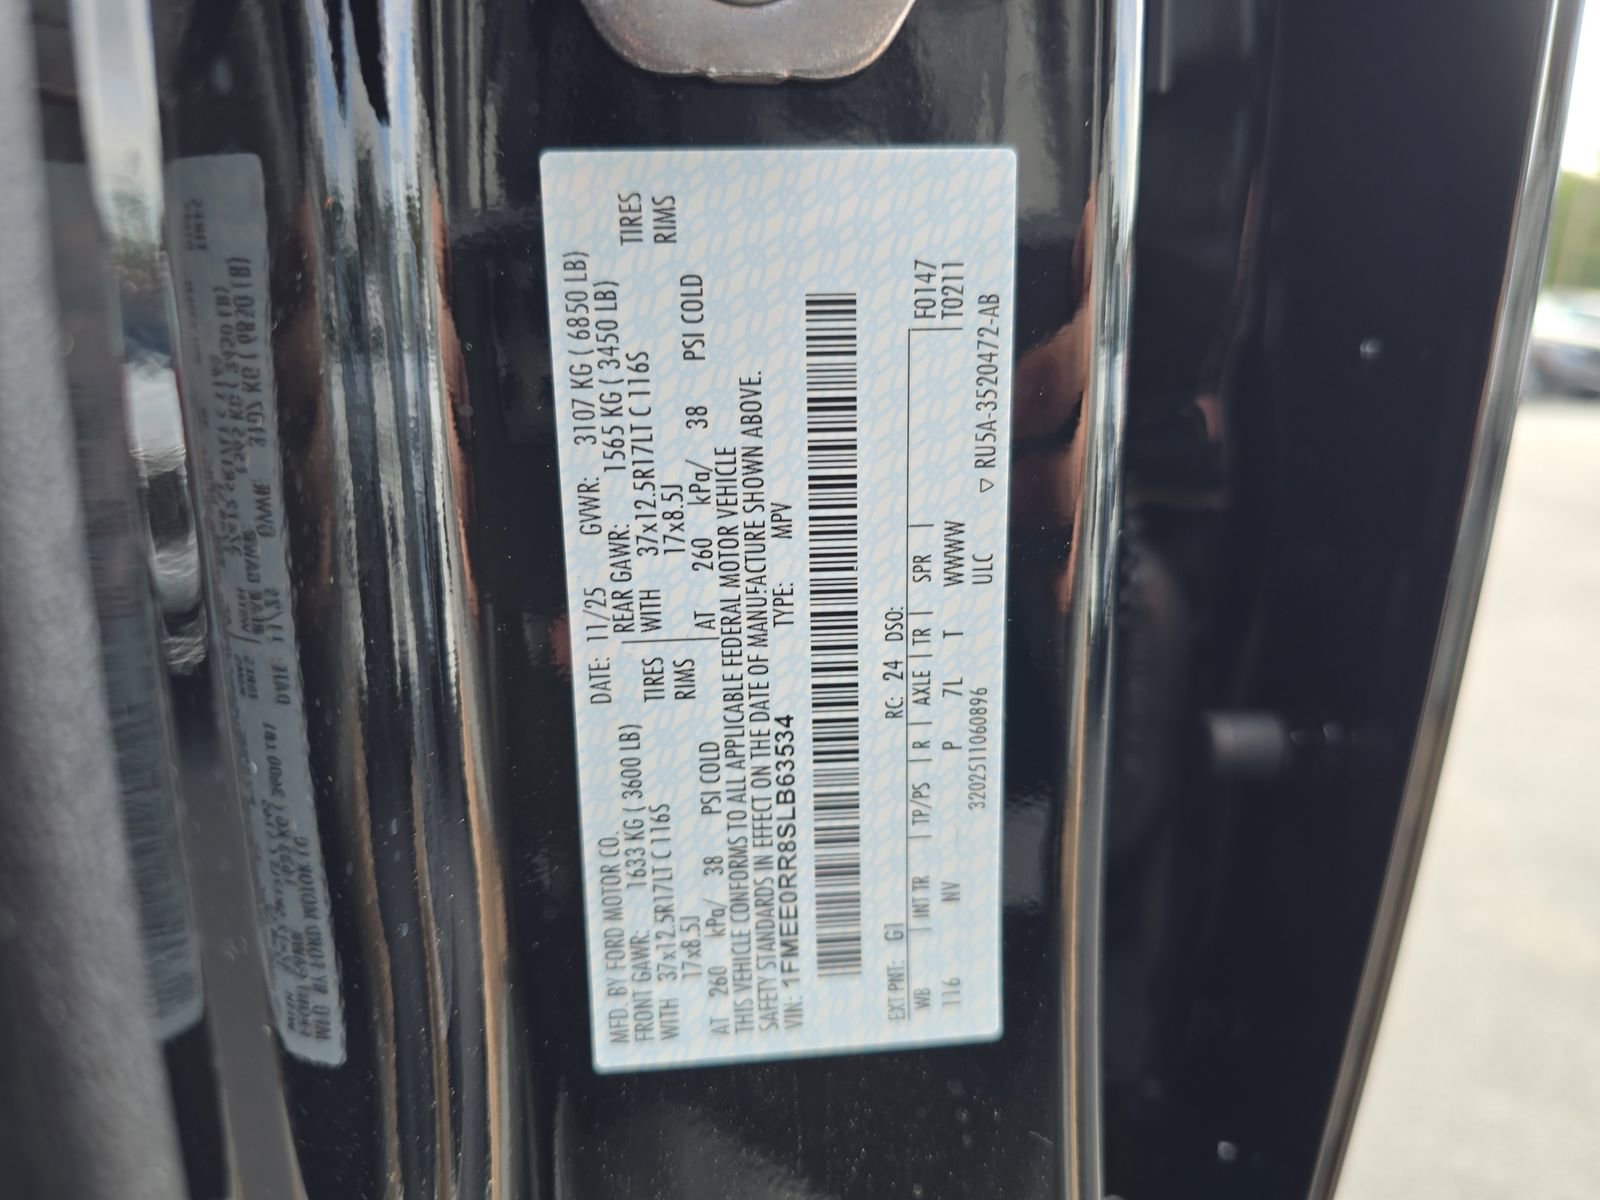 MFD. BY FORD MOTOR CO.
DATE: 11/25 GVWR: 3107 KG ( 6850 LB)
FRONT GAWR: 1633 KG ( 3600 LB) REAR GAWR: 1565 KG ( 3450 LB)
WITH 37x12.5R17LT C 116S TIRES WITH 37x12.5R17LT C 116S TIRES
17x8.5J RIMS 17x8.5J RIMS
AT 260 kPa/ 38 PSI COLD AT 260 kPa/ 38 PSI COLD
THIS VEHICLE CONFORMS TO ALL APPLICABLE FEDERAL MOTOR VEHICLE
SAFETY STANDARDS IN EFFECT ON THE DATE OF MANUFACTURE SHOWN ABOVE.
VIN: 1FMEE0RR8SLB63534 TYPE: MPV
EXT PNT: G1 RC: 24 DSO:
WB INT TR TP/PS R AXLE TR SPR F0147
116 NV P 7L T WWWW T0211
3202511060896 ULC ▽ RU5A-3520472-AB